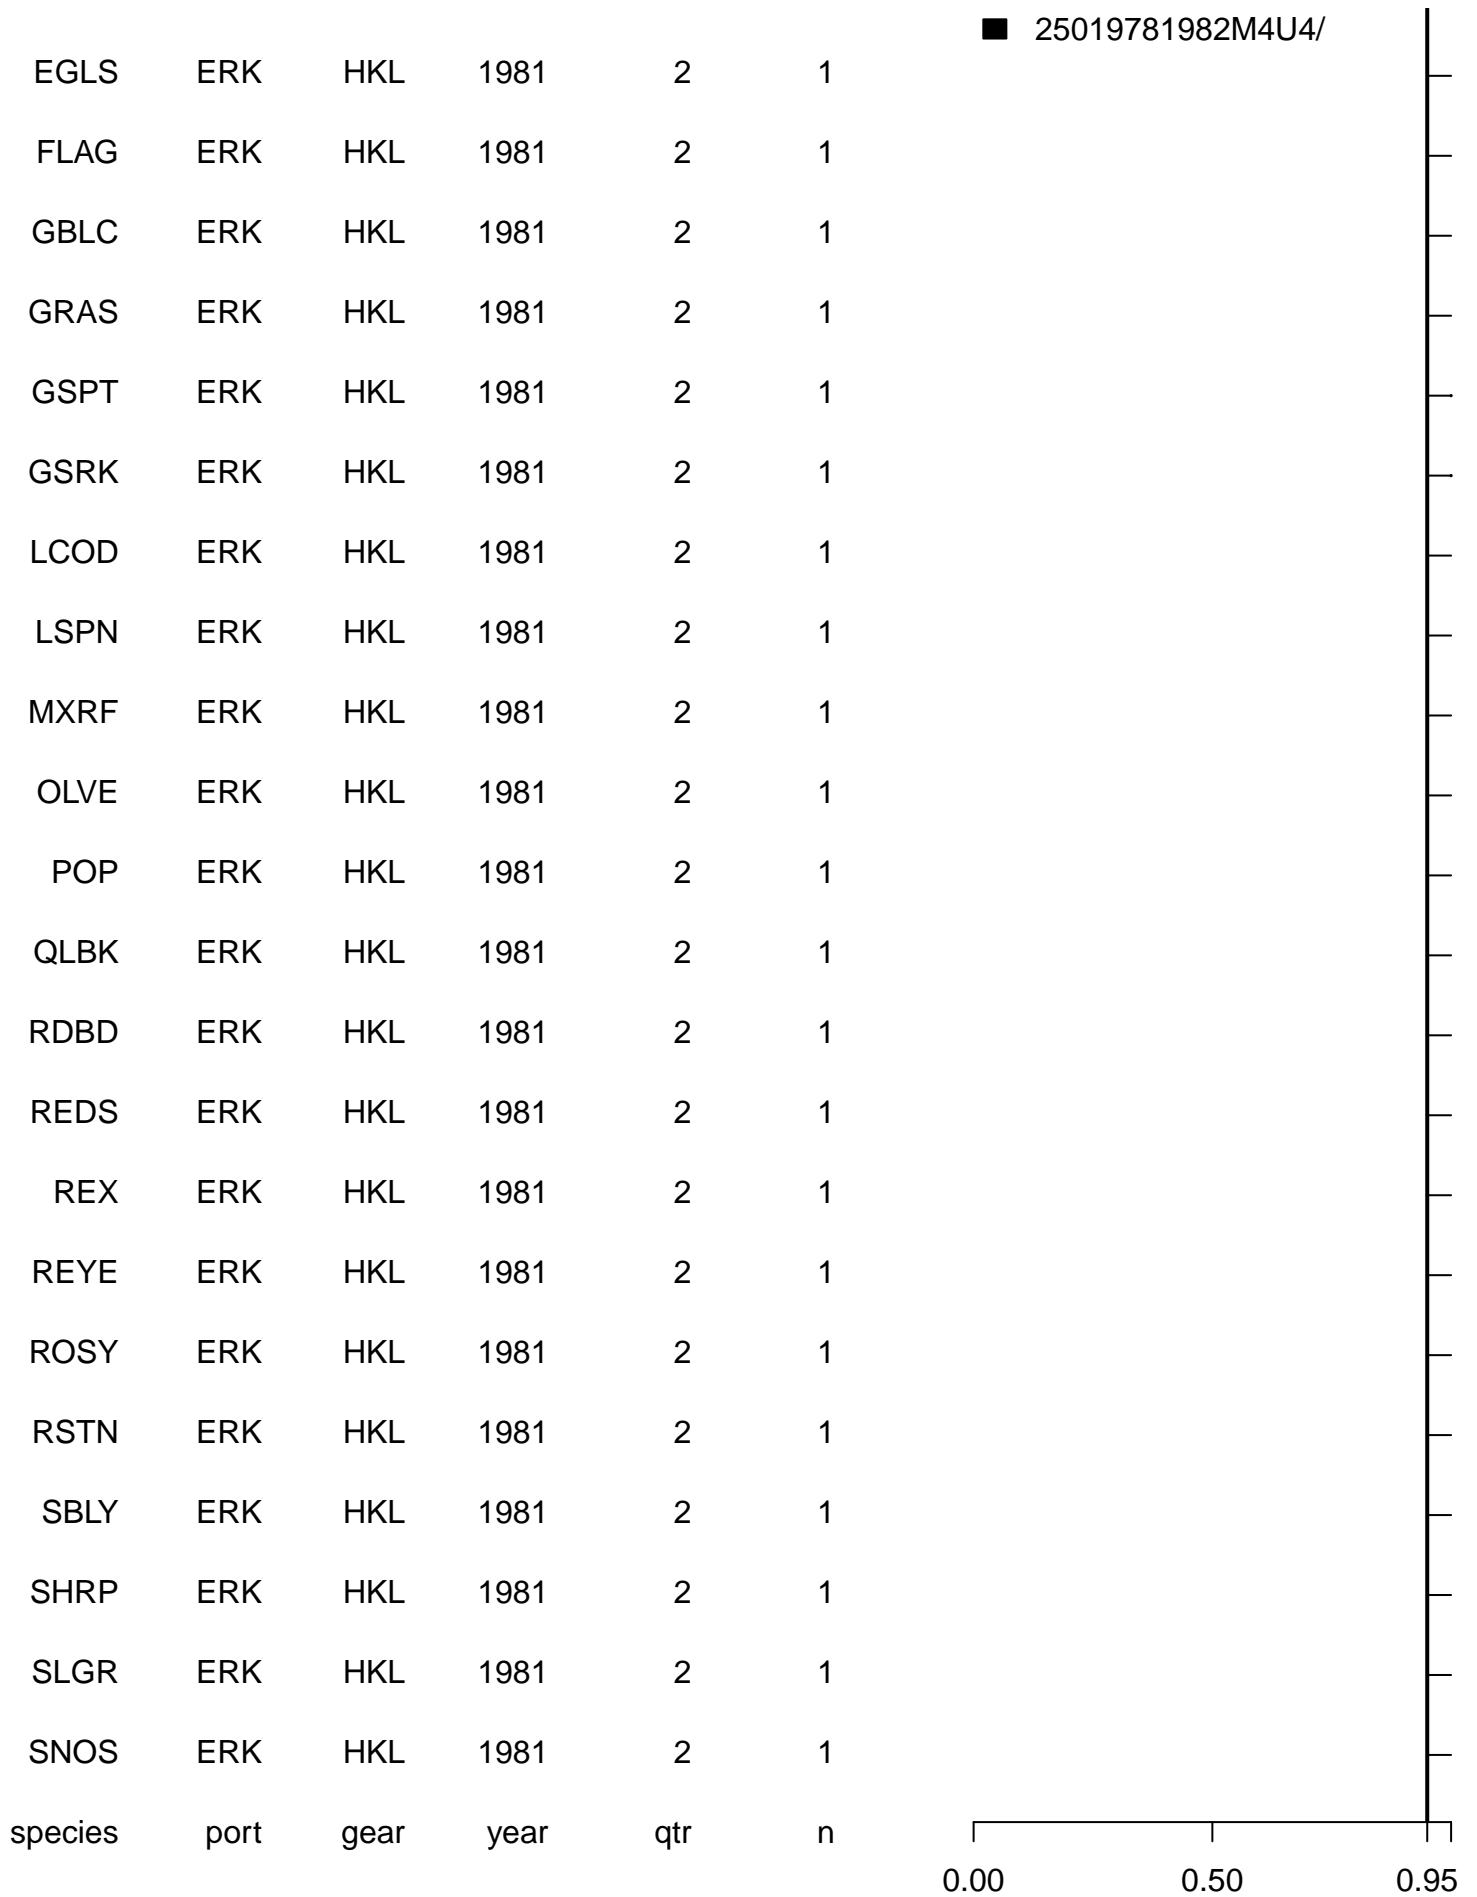 25019781982M4U4/
EGLS ERK HKL 1981 2 1
FLAG ERK HKL 1981 2 1
GBLC ERK HKL 1981 2 1
GRAS ERK HKL 1981 2 1
GSPT ERK HKL 1981 2 1
GSRK ERK HKL 1981 2 1
LCOD ERK HKL 1981 2 1
LSPN ERK HKL 1981 2 1
MXRF ERK HKL 1981 2 1
OLVE ERK HKL 1981 2 1
POP ERK HKL 1981 2 1
QLBK ERK HKL 1981 2 1
RDBD ERK HKL 1981 2 1
REDS ERK HKL 1981 2 1
REX ERK HKL 1981 2 1
REYE ERK HKL 1981 2 1
ROSY ERK HKL 1981 2 1
RSTN ERK HKL 1981 2 1
SBLY ERK HKL 1981 2 1
SHRP ERK HKL 1981 2 1
SLGR ERK HKL 1981 2 1
SNOS ERK HKL 1981 2 1
species port gear year qtr n
0.00 0.50 0.95